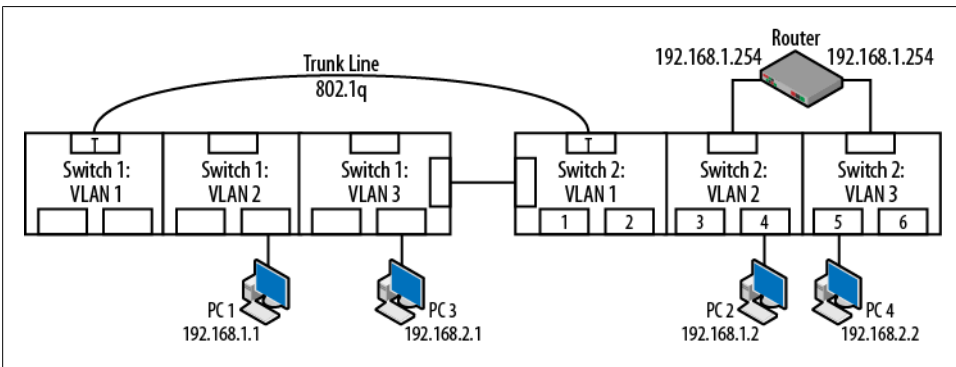 Router
192.168.1.254 192.168.1.254
Trunk Line
802.1q
T
T
Switch 1:
VLAN 1
Switch 1:
VLAN 2
Switch 1:
VLAN 3
Switch 2:
VLAN 1
Switch 2:
VLAN 2
Switch 2:
VLAN 3
1 2 3 4 5 6
PC 1
192.168.1.1
PC 3
192.168.2.1
PC 2
192.168.1.2
PC 4
192.168.2.2